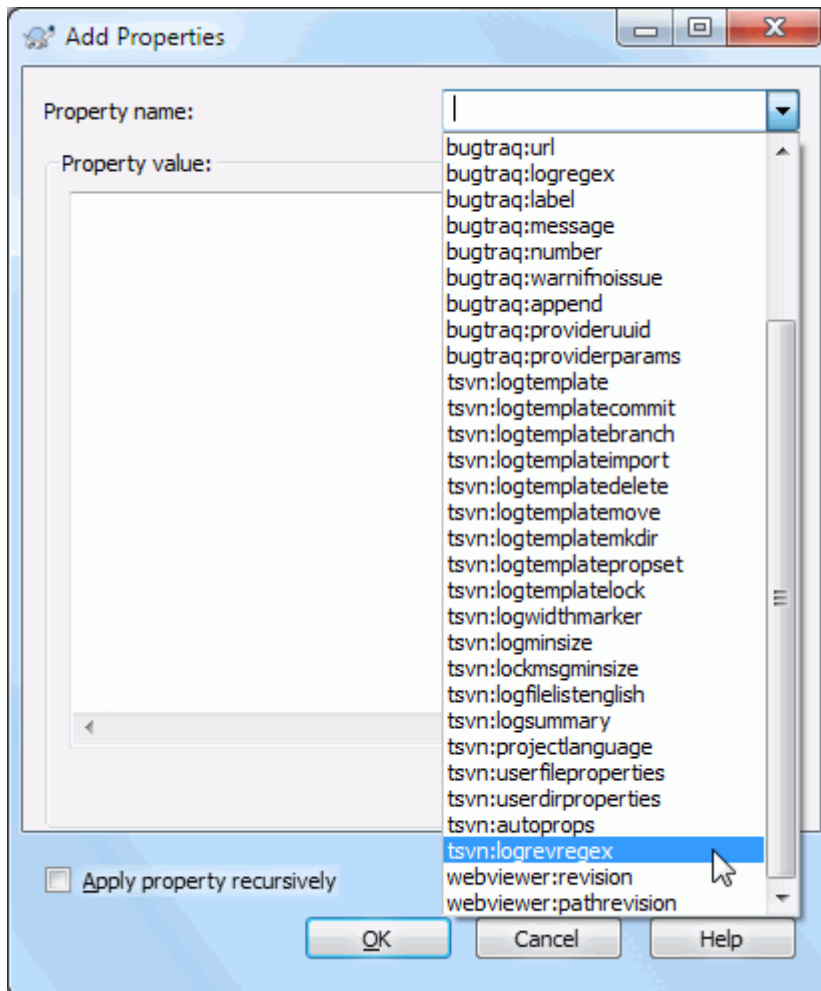 Add Properties
Property name:
Property value:
bugtraq:url
bugtraq:logregex
bugtraq:label
bugtraq:message
bugtraq:number
bugtraq:warnifnoissue
bugtraq:append
bugtraq:provideruuid
bugtraq:providerparams
tsvn:logtemplate
tsvn:logtemplatecommit
tsvn:logtemplatebranch
tsvn:logtemplateimport
tsvn:logtemplatedelete
tsvn:logtemplatemove
tsvn:logtemplatemkdir
tsvn:logtemplatepropset
tsvn:logtemplatelock
tsvn:logwidthmarker
tsvn:logminsize
tsvn:lockmsgminsize
tsvn:logfilelistenglish
tsvn:logsummary
tsvn:projectlanguage
tsvn:userfileproperties
tsvn:userdirproperties
tsvn:autoprops
tsvn:logrevregex
webviewer:revision
webviewer:pathrevision
Apply property recursively
OK Cancel Help